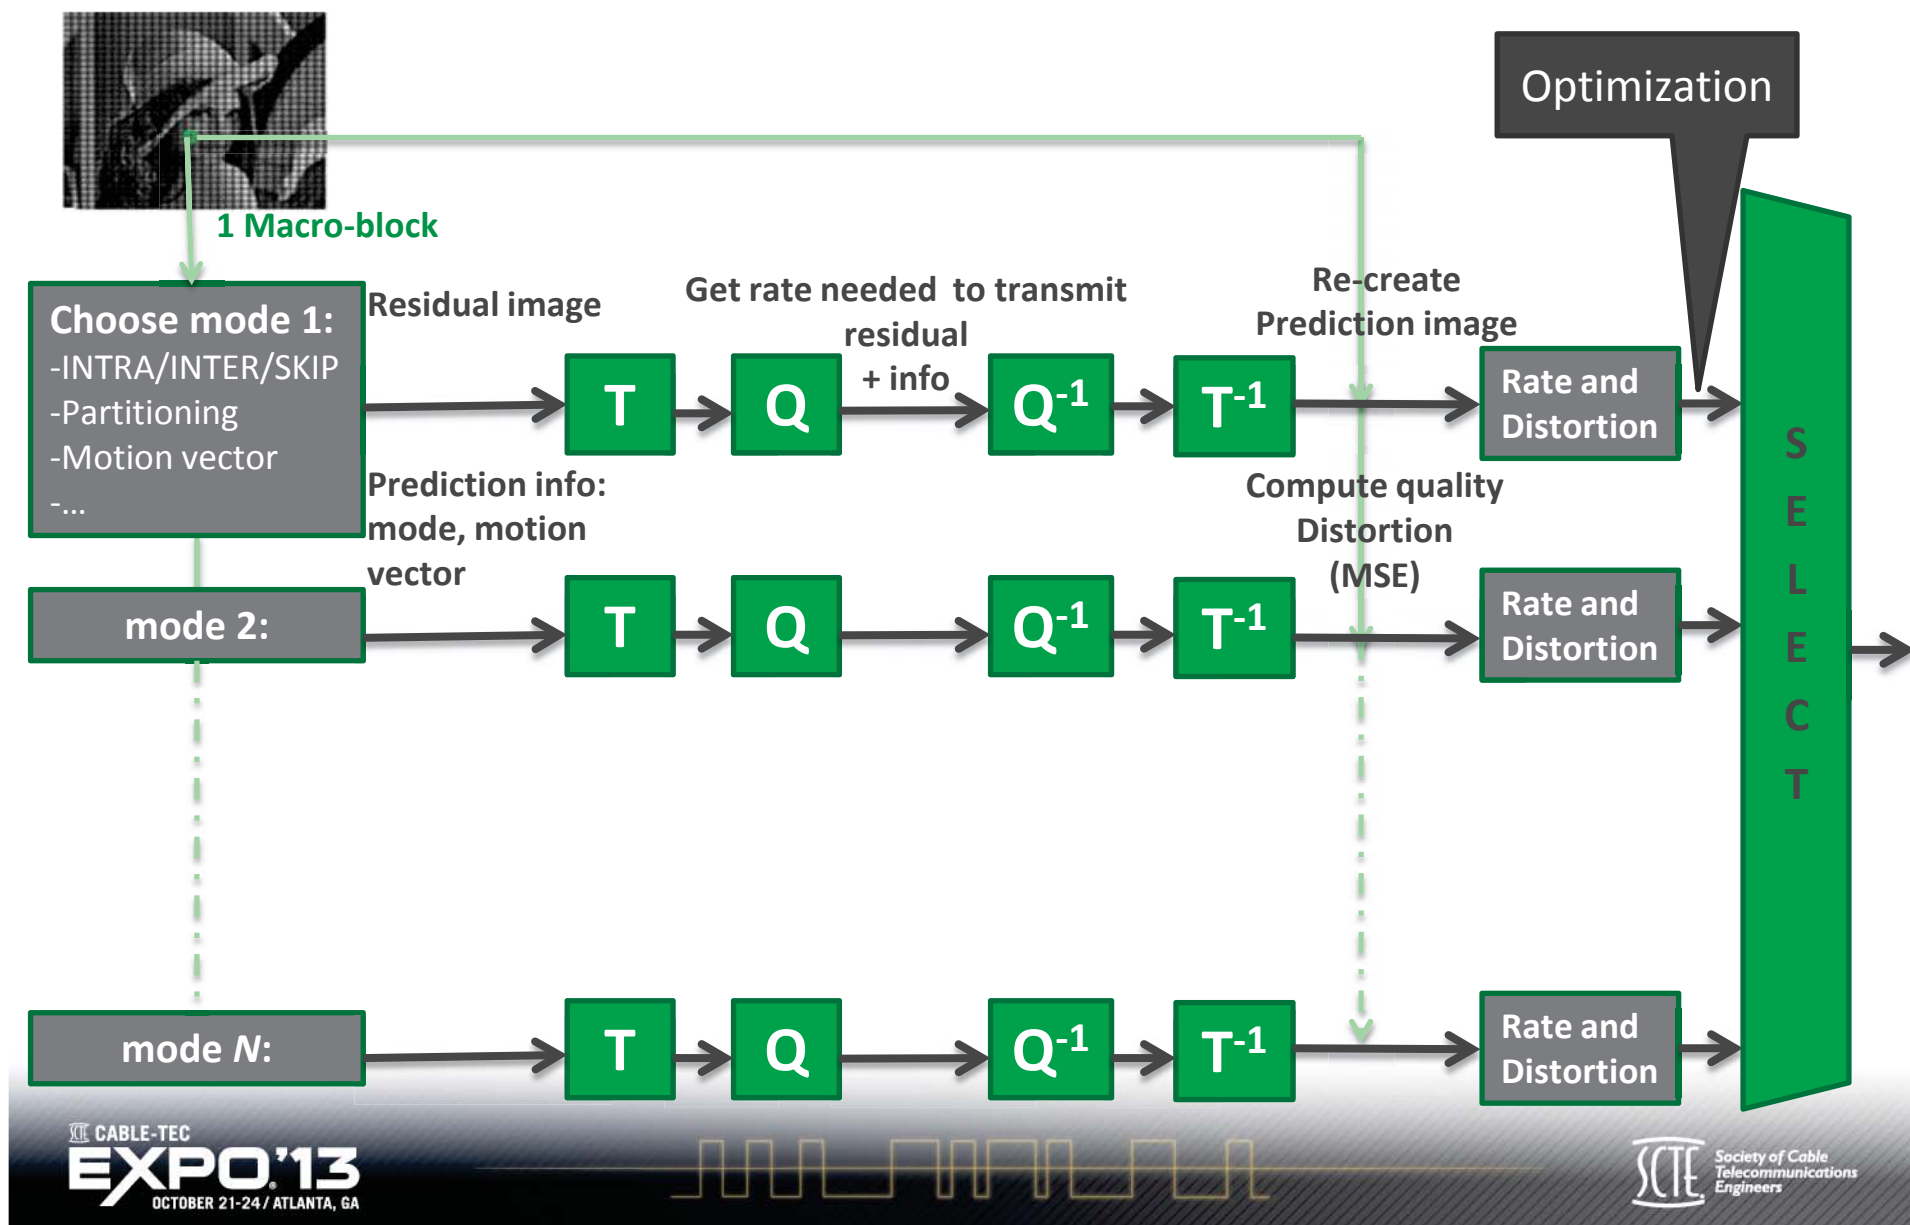 Optimization
1 Macro-block
Choose mode 1:
-INTRA/INTER/SKIP
-Partitioning
-Motion vector
-...
Residual image
Prediction info:
mode, motion
vector
Get rate needed to transmit
residual
+ info
Re-create
Prediction image
T
Q
Q-1
T-1
Rate and
Distortion
Compute quality
Distortion
(MSE)
mode 2:
T
Q
Q-1
T-1
Rate and
Distortion
mode N:
T
Q
Q-1
T-1
Rate and
Distortion
S
E
L
E
C
T
SCTE CABLE-TEC
EXPO.'13
OCTOBER 21-24 / ATLANTA, GA
SCTE
Society of Cable
Telecommunications
Engineers